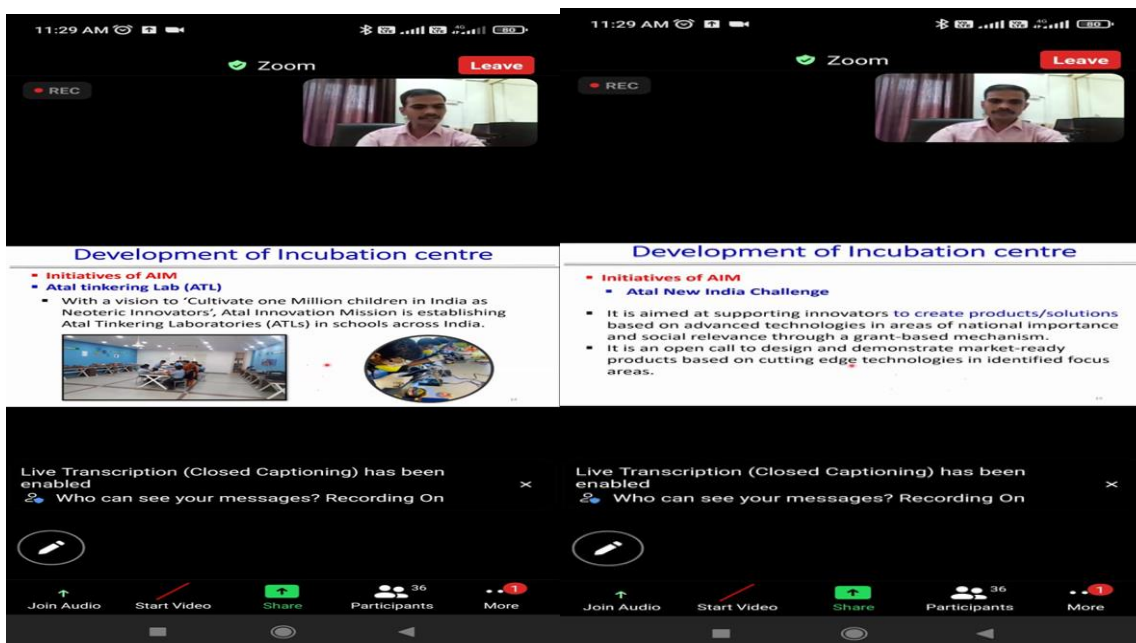 11:29 AM
4G
80
Zoom
Leave
REC
Development of Incubation centre
Initiatives of AIM
Atal tinkering Lab (ATL)
With a vision to ‘Cultivate one Million children in India as
Neoteric Innovators’, Atal Innovation Mission is establishing
Atal Tinkering Laboratories (ATLs) in schools across India.
Live Transcription (Closed Captioning) has been
enabled
Who can see your messages? Recording On
Join Audio
Start Video
Share
36
Participants
1
More
11:29 AM
4G
80
Zoom
Leave
REC
Development of Incubation centre
Initiatives of AIM
Atal New India Challenge
It is aimed at supporting innovators to create products/solutions
based on advanced technologies in areas of national importance
and social relevance through a grant-based mechanism.
It is an open call to design and demonstrate market-ready
products based on cutting edge technologies in identified focus
areas.
Live Transcription (Closed Captioning) has been
enabled
Who can see your messages? Recording On
Join Audio
Start Video
Share
36
Participants
1
More